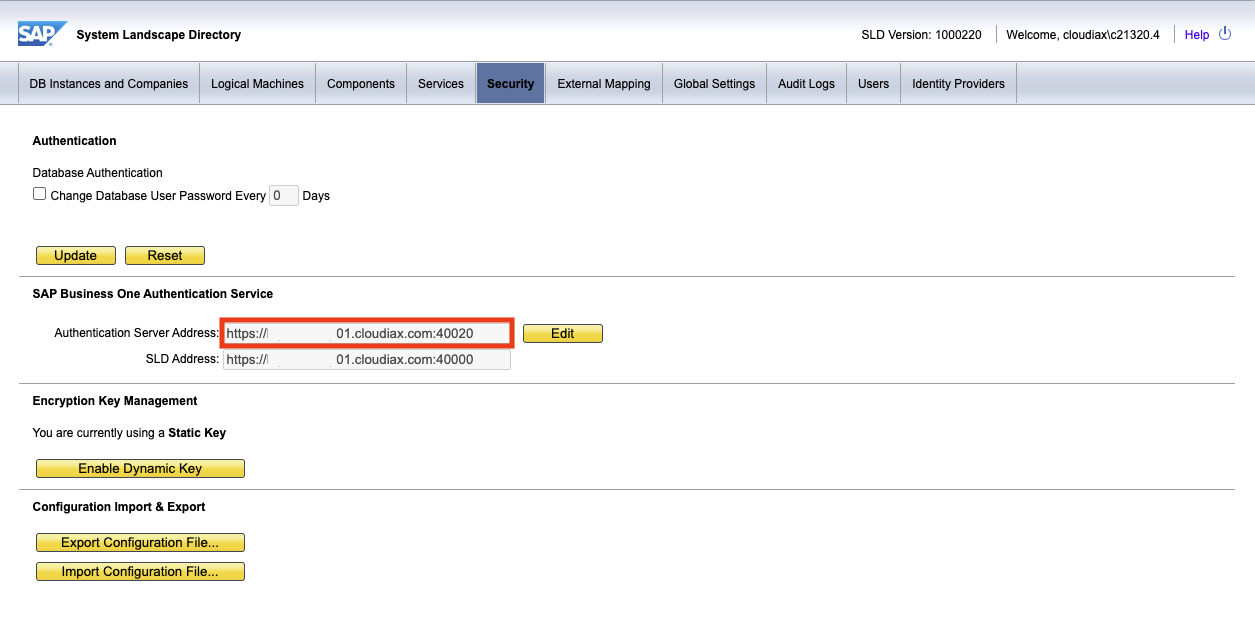 SAP System Landscape Directory SLD Version: 1000220 Welcome, cloudiax\c21320.4 Help
DB Instances and Companies Logical Machines Components Services Security External Mapping Global Settings Audit Logs Users Identity Providers
Authentication
Database Authentication
Change Database User Password Every 0 Days
Update Reset
SAP Business One Authentication Service
Authentication Server Address: https:// 01.cloudiax.com:40020 Edit
SLD Address: https:// 01.cloudiax.com:40000
Encryption Key Management
You are currently using a Static Key
Enable Dynamic Key
Configuration Import & Export
Export Configuration File...
Import Configuration File...